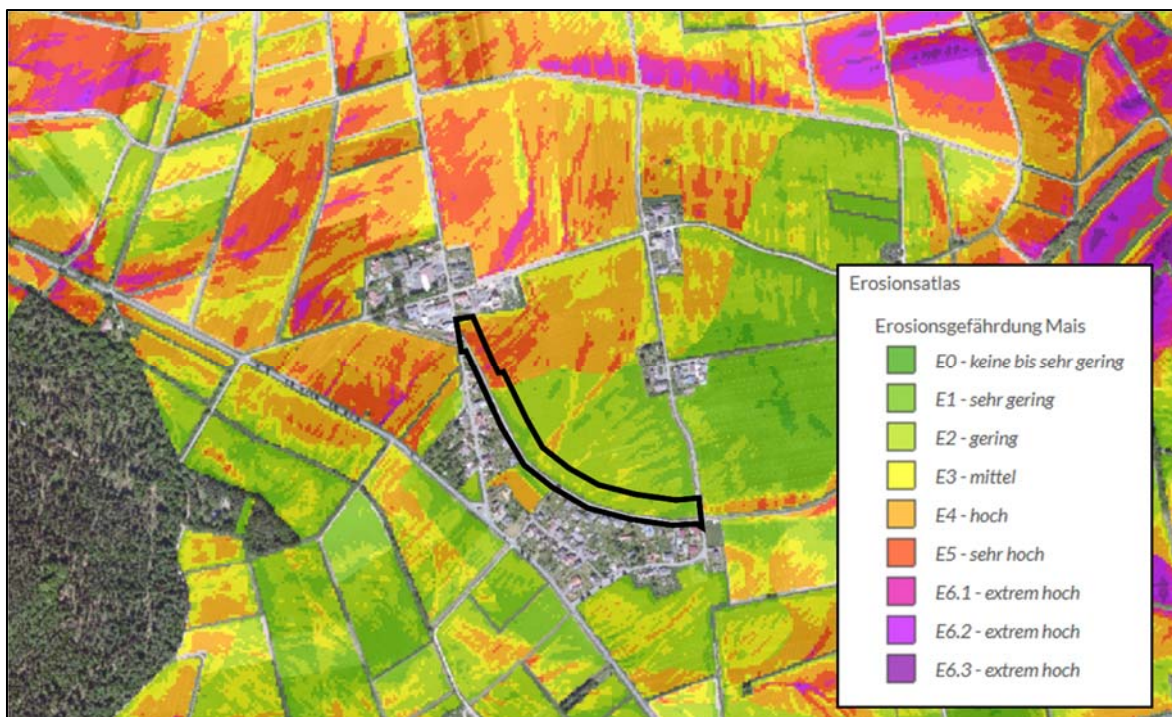 Erosionsatlas
Erosionsgefährdung Mais
E0 - keine bis sehr gering
E1 - sehr gering
E2 - gering
E3 - mittel
E4 - hoch
E5 - sehr hoch
E6.1 - extrem hoch
E6.2 - extrem hoch
E6.3 - extrem hoch